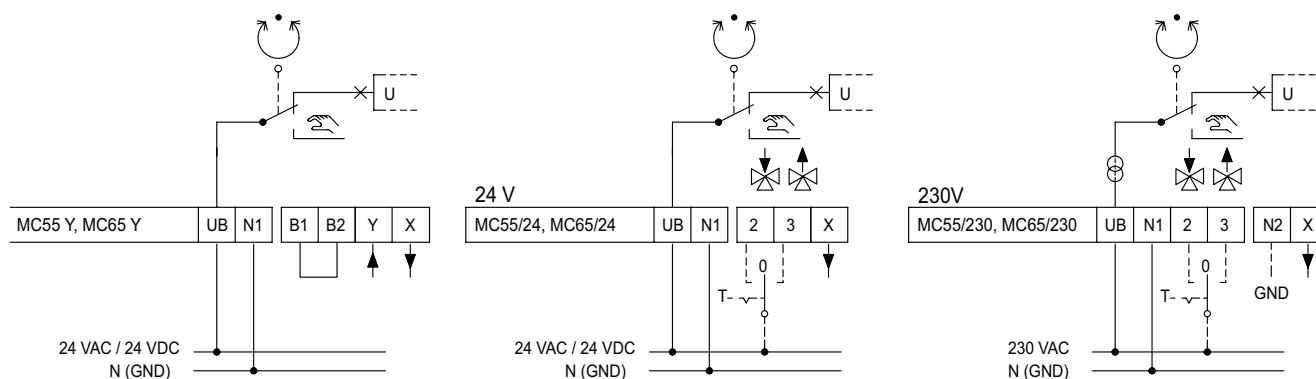 U
MC55 Y, MC65 Y UB N1 B1 B2 Y X
24 VAC / 24 VDC
N (GND)
U
24 V
MC55/24, MC65/24 UB N1 2 3 X
0
T
24 VAC / 24 VDC
N (GND)
U
230V
MC55/230, MC65/230 UB N1 2 3 N2 X
0
T
GND
230 VAC
N (GND)